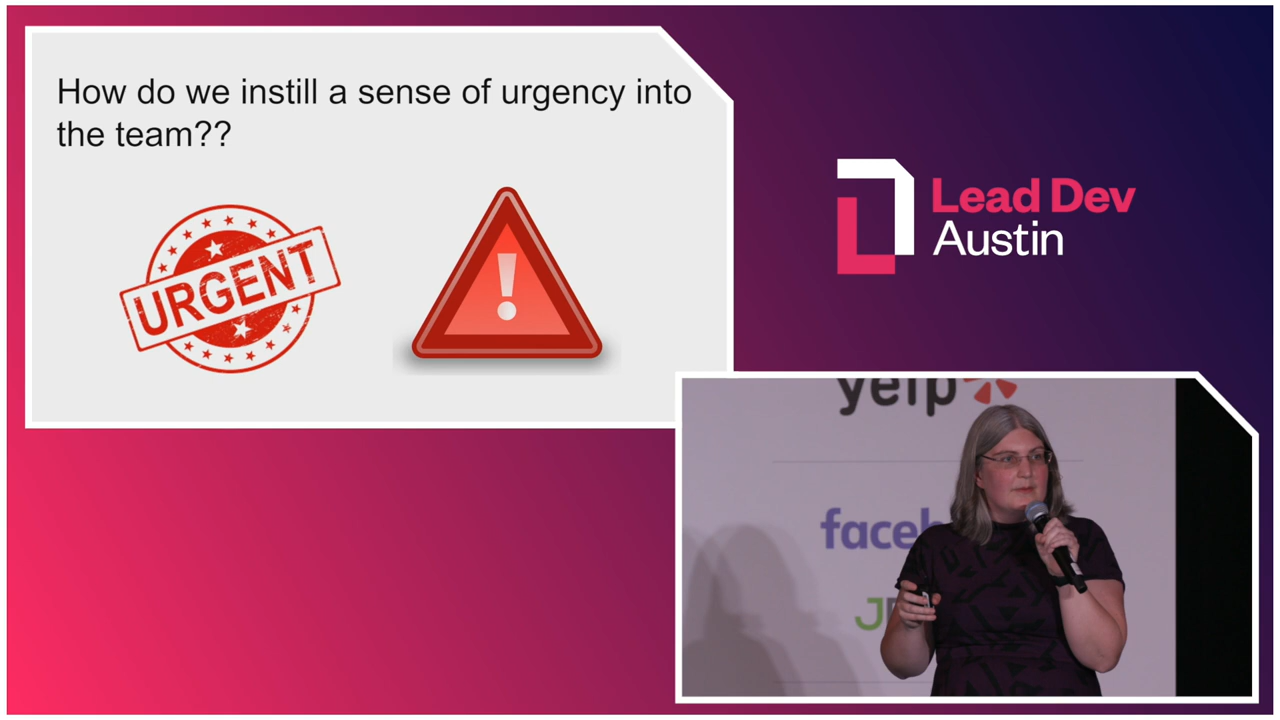 How do we instill a sense of urgency into
the team??
URGENT
!
Lead Dev
Austin
yelp